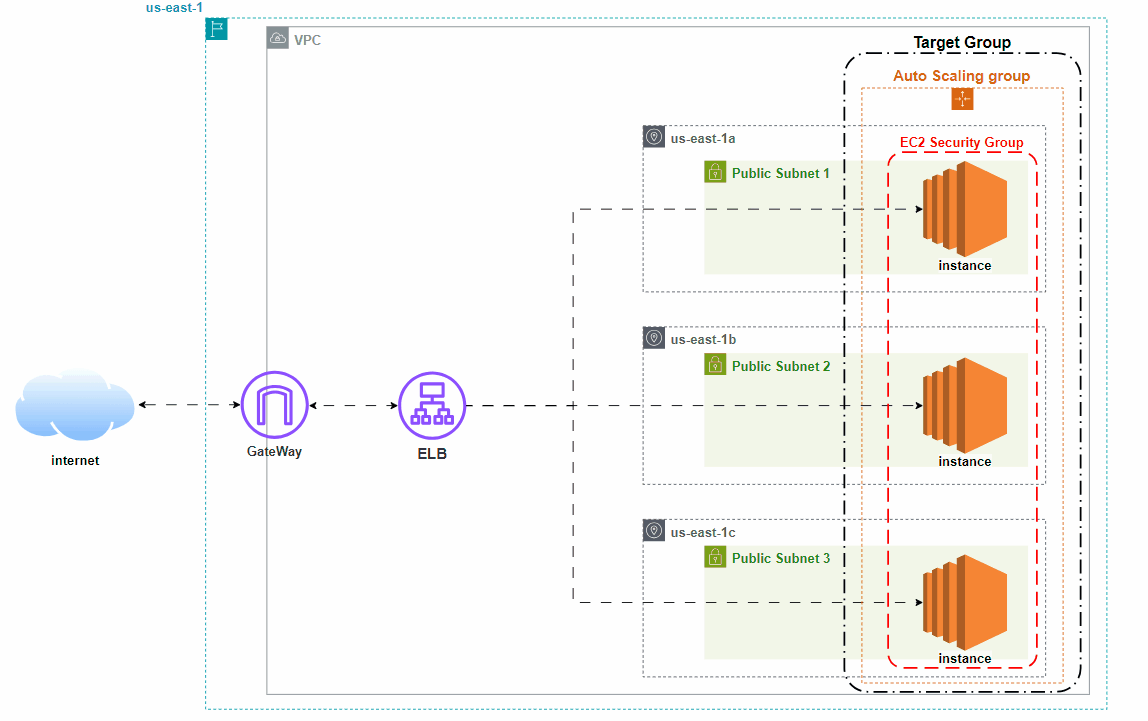 us-east-1
VPC
Target Group
Auto Scaling group
us-east-1a
EC2 Security Group
Public Subnet 1
instance
us-east-1b
Public Subnet 2
internet
GateWay
ELB
instance
us-east-1c
Public Subnet 3
instance